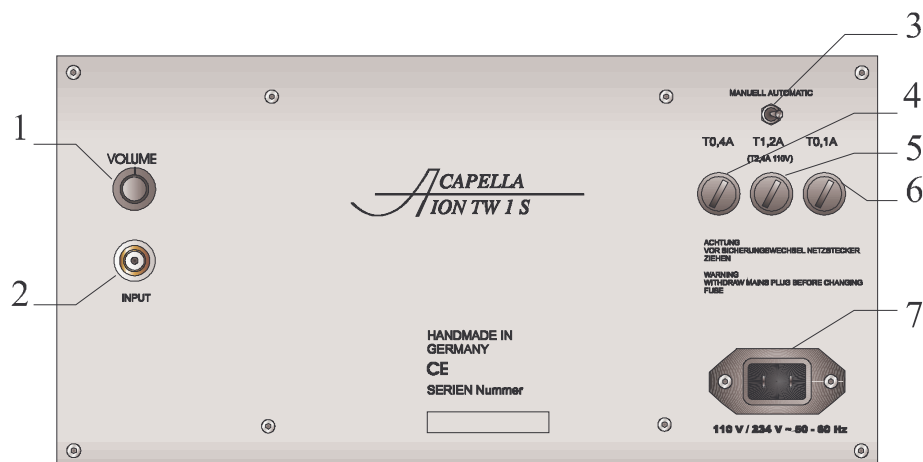 3
MANUELL AUTOMATIC
4
1
VOLUME
T0,4A T1,2A T0,1A
(T2,4A 110V)
5
6
ACAPELLA
ION TW 1 S
2
INPUT
ACHTUNG
VOR SICHERUNGSWECHSEL NETZSTECKER
ZIEHEN
WARNING
WITHDRAW MAINS PLUG BEFORE CHANGING
FUSE
7
HANDMADE IN
GERMANY
CE
SERIEN Nummer
110 V / 234 V ~ 50 - 60 Hz